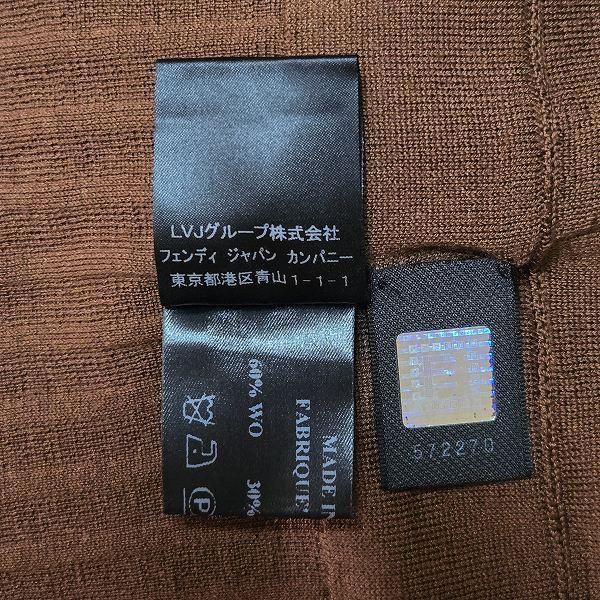 LVJグループ株式会社
フェンディ ジャパン カンパニー
東京都港区青山1-1-1
MADE I
FABRIQUE
60% WO 30%
P
572270